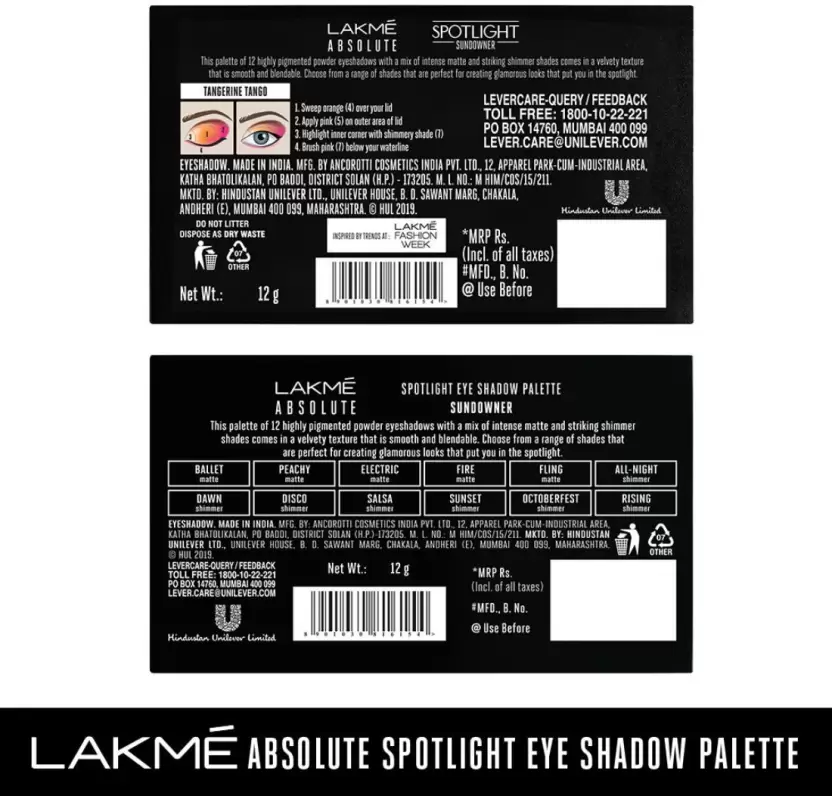 LAKMÉ
ABSOLUTE
SPOTLIGHT
SUNDOWNER
This palette of 12 highly pigmented powder eyeshadows with a mix of intense matte and striking shimmer shades comes in a velvety texture
that is smooth and blendable. Choose from a range of shades that are perfect for creating glamorous looks that put you in the spotlight.
TANGERINE TANGO
3 1 2
4
1. Sweep orange (4) over your lid
2. Apply pink (5) on outer area of lid
3. Highlight inner corner with shimmery shade (7)
4. Brush pink (7) below your waterline
LEVERCARE-QUERY / FEEDBACK
TOLL FREE: 1800-10-22-221
PO BOX 14760, MUMBAI 400 099
LEVER.CARE@UNILEVER.COM
EYESHADOW. MADE IN INDIA. MFG. BY ANCOROTTI COSMETICS INDIA PVT. LTD., 12, APPAREL PARK-CUM-INDUSTRIAL AREA,
KATHA BHATOLIKALAN, PO BADDI, DISTRICT SOLAN (H.P.) - 173205. M. L. NO.: M HIM/COS/15/211.
MKTD. BY: HINDUSTAN UNILEVER LTD., UNILEVER HOUSE, B. D. SAWANT MARG, CHAKALA,
ANDHERI (E), MUMBAI 400 099, MAHARASHTRA. © HUL 2019.
Hindustan Unilever Limited
DO NOT LITTER
DISPOSE AS DRY WASTE
07
OTHER
INSPIRED BY TRENDS AT:
LAKMÉ
FASHION
WEEK
*MRP Rs.
(Incl. of all taxes)
#MFD., B. No.
@ Use Before
Net Wt.: 12 g
8 901030 816154
LAKMÉ
ABSOLUTE
SPOTLIGHT EYE SHADOW PALETTE
SUNDOWNER
This palette of 12 highly pigmented powder eyeshadows with a mix of intense matte and striking shimmer
shades comes in a velvety texture that is smooth and blendable. Choose from a range of shades that
are perfect for creating glamorous looks that put you in the spotlight.
BALLET PEACHY ELECTRIC FIRE FLING ALL-NIGHT
matte matte matte matte matte shimmer
DAWN DISCO SALSA SUNSET OCTOBERFEST RISING
shimmer shimmer shimmer shimmer shimmer shimmer
EYESHADOW. MADE IN INDIA. MFG. BY: ANCOROTTI COSMETICS INDIA PVT. LTD., 12, APPAREL PARK-CUM-INDUSTRIAL AREA,
KATHA BHATOLIKALAN, PO BADDI, DISTRICT SOLAN (H.P.)-173205. M. L. NO.: M HIM/COS/15/211. MKTD. BY: HINDUSTAN
UNILEVER LTD., UNILEVER HOUSE, B. D. SAWANT MARG, CHAKALA, ANDHERI (E), MUMBAI 400 099, MAHARASHTRA.
© HUL 2019.
07
OTHER
LEVERCARE-QUERY / FEEDBACK
TOLL FREE: 1800-10-22-221
PO BOX 14760, MUMBAI 400 099
LEVER.CARE@UNILEVER.COM
Hindustan Unilever Limited
Net Wt.: 12 g
8 901030 816154
*MRP Rs.
(Incl. of all taxes)
#MFD., B. No.
@ Use Before
LAKMÉ ABSOLUTE SPOTLIGHT EYE SHADOW PALETTE